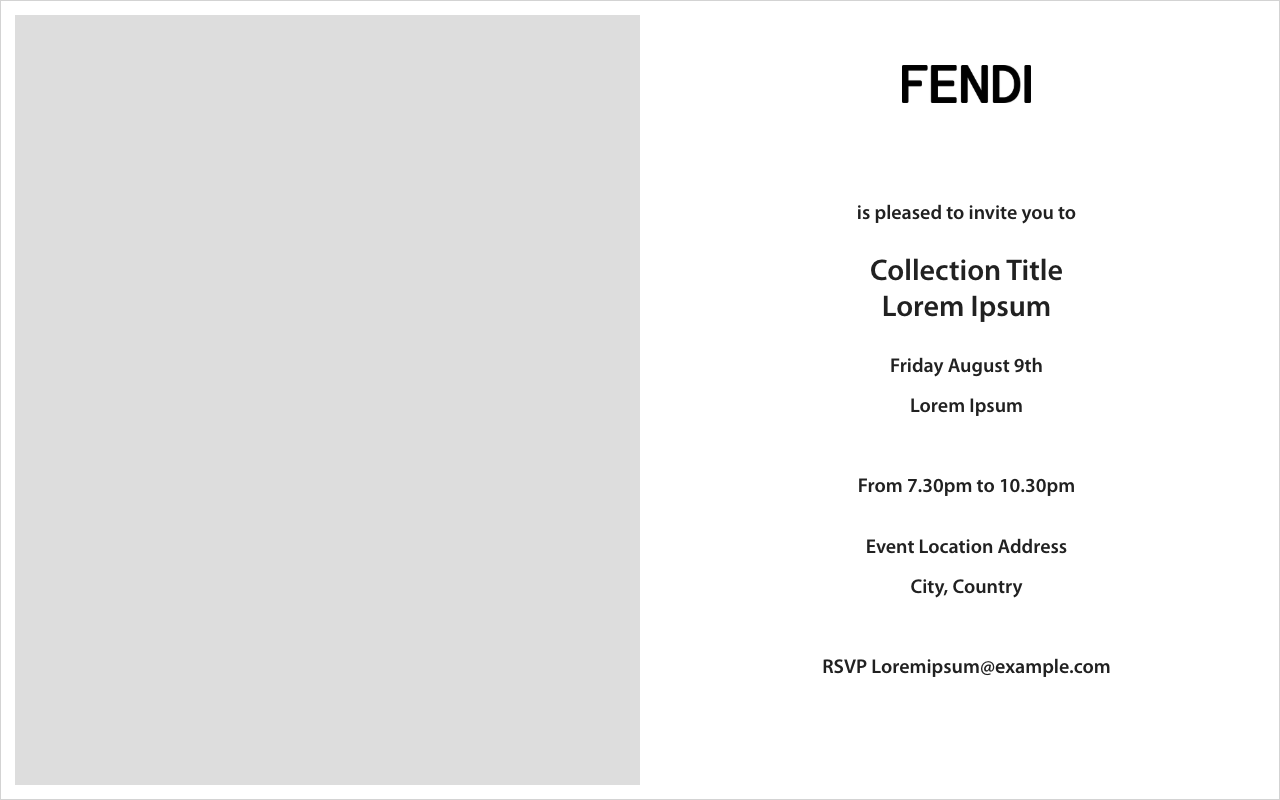 FENDI
is pleased to invite you to
Collection Title
Lorem Ipsum
Friday August 9th
Lorem Ipsum
From 7.30pm to 10.30pm
Event Location Address
City, Country
RSVP Loremipsum@example.com